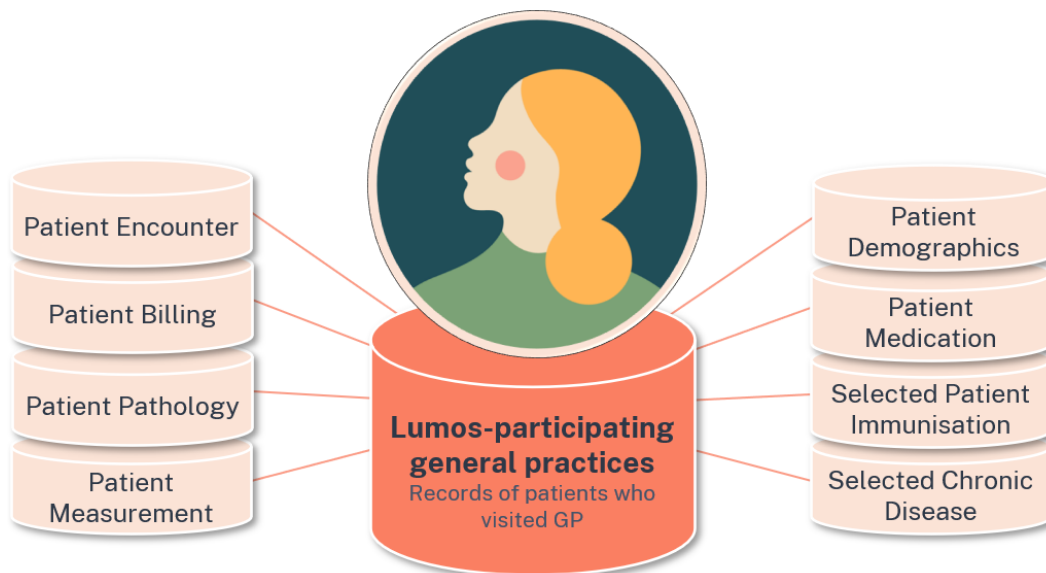 Patient Encounter
Patient Billing
Patient Pathology
Patient
Measurement
Lumos-participating
general practices
Records of patients who
visited GP
Patient
Demographics
Patient
Medication
Selected Patient
Immunisation
Selected Chronic
Disease